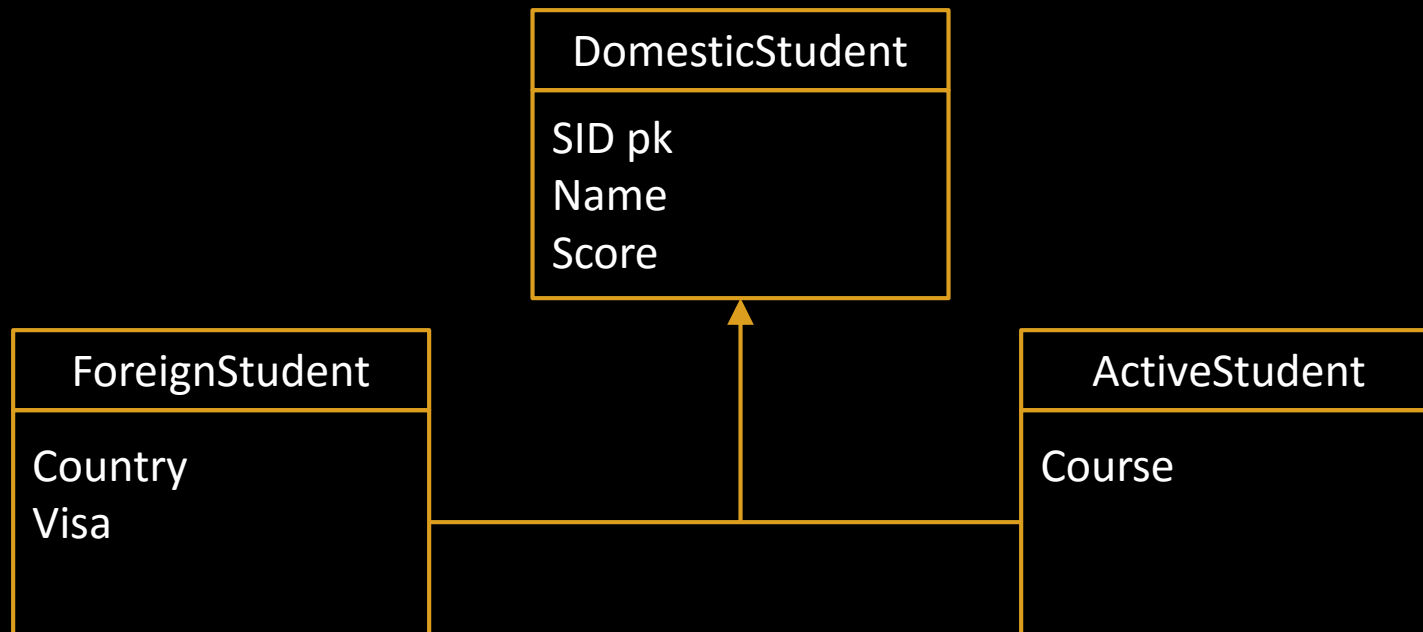 DomesticStudent
SID pk
Name
Score
ForeignStudent
Country
Visa
ActiveStudent
Course